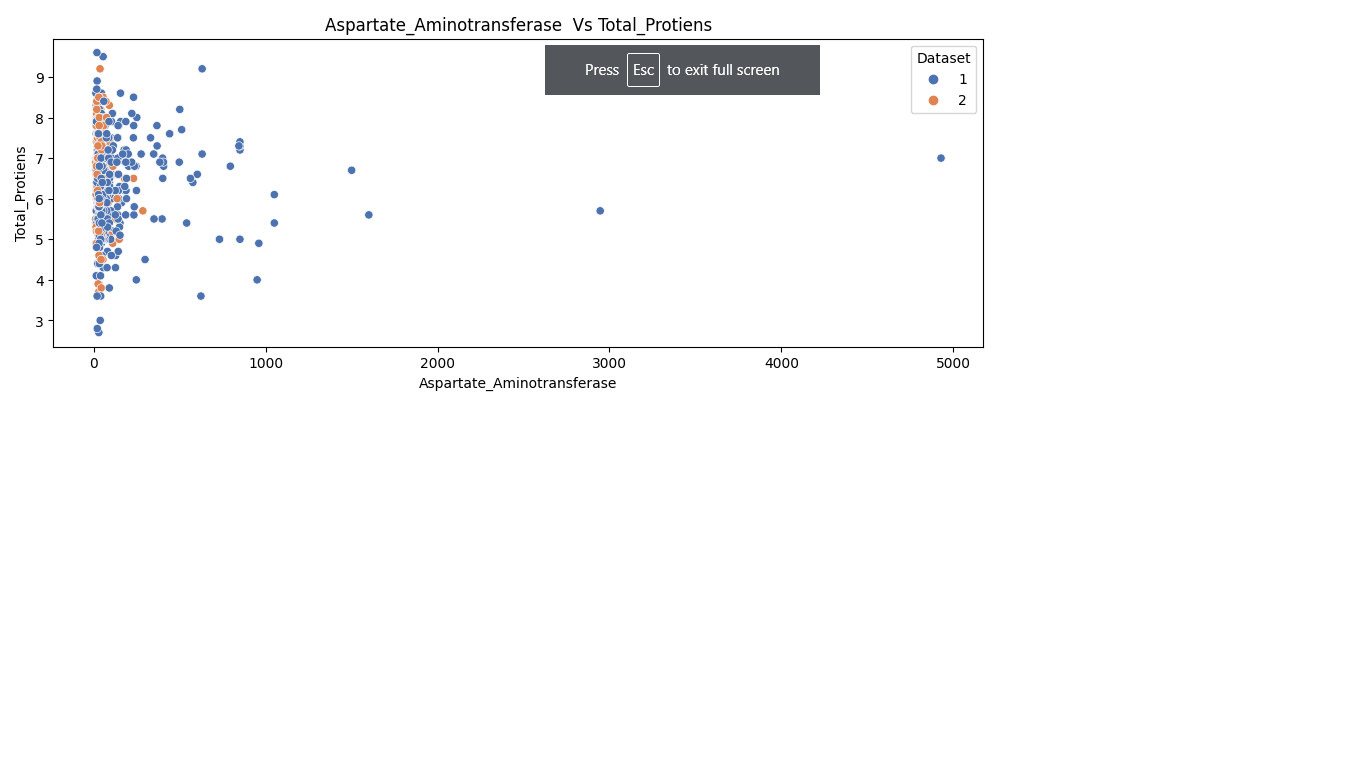 Aspartate_Aminotransferase  Vs Total_Protiens
Press Esc to exit full screen
Dataset
1
2
Total_Protiens
9
8
7
6
5
4
3
0 1000 2000 3000 4000 5000
Aspartate_Aminotransferase